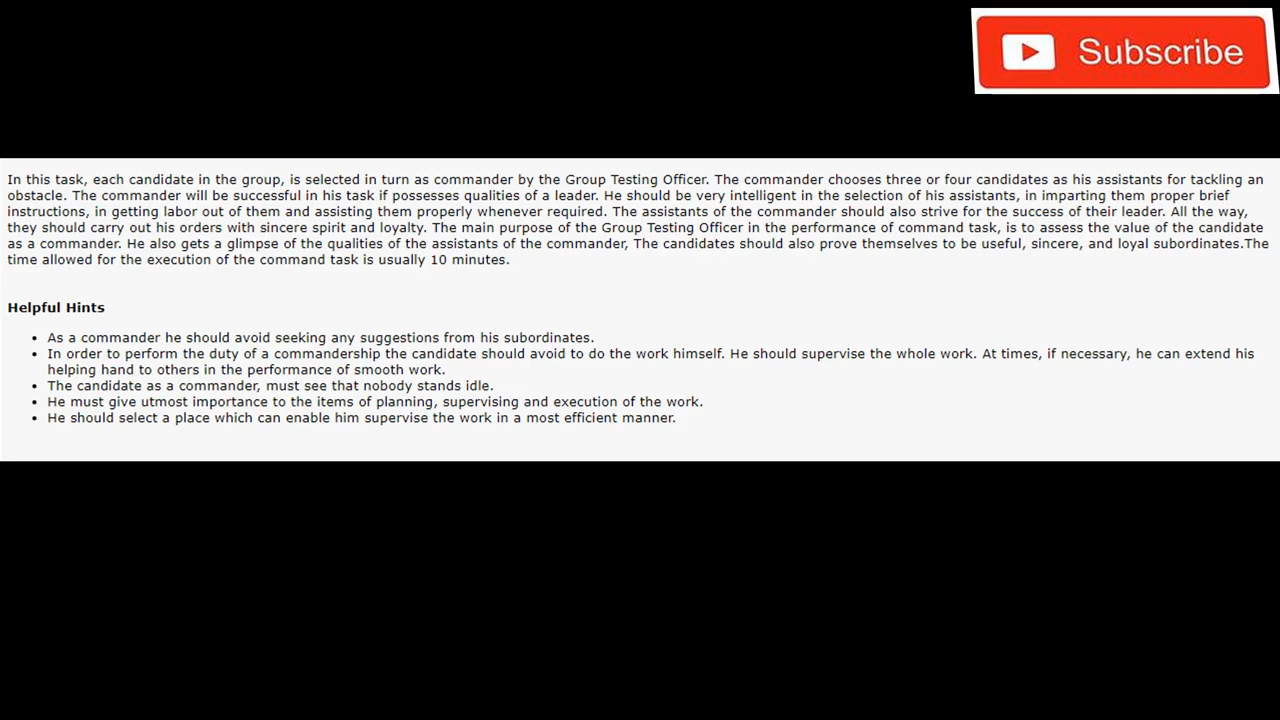 Subscribe
In this task, each candidate in the group, is selected in turn as commander by the Group Testing Officer. The commander chooses three or four candidates as his assistants for tackling an
obstacle. The commander will be successful in his task if possesses qualities of a leader. He should be very intelligent in the selection of his assistants, in imparting them proper brief
instructions, in getting labor out of them and assisting them properly whenever required. The assistants of the commander should also strive for the success of their leader. All the way,
they should carry out his orders with sincere spirit and loyalty. The main purpose of the Group Testing Officer in the performance of command task, is to assess the value of the candidate
as a commander. He also gets a glimpse of the qualities of the assistants of the commander, The candidates should also prove themselves to be useful, sincere, and loyal subordinates.The
time allowed for the execution of the command task is usually 10 minutes.
Helpful Hints
• As a commander he should avoid seeking any suggestions from his subordinates.
• In order to perform the duty of a commandership the candidate should avoid to do the work himself. He should supervise the whole work. At times, if necessary, he can extend his
helping hand to others in the performance of smooth work.
• The candidate as a commander, must see that nobody stands idle.
• He must give utmost importance to the items of planning, supervising and execution of the work.
• He should select a place which can enable him supervise the work in a most efficient manner.